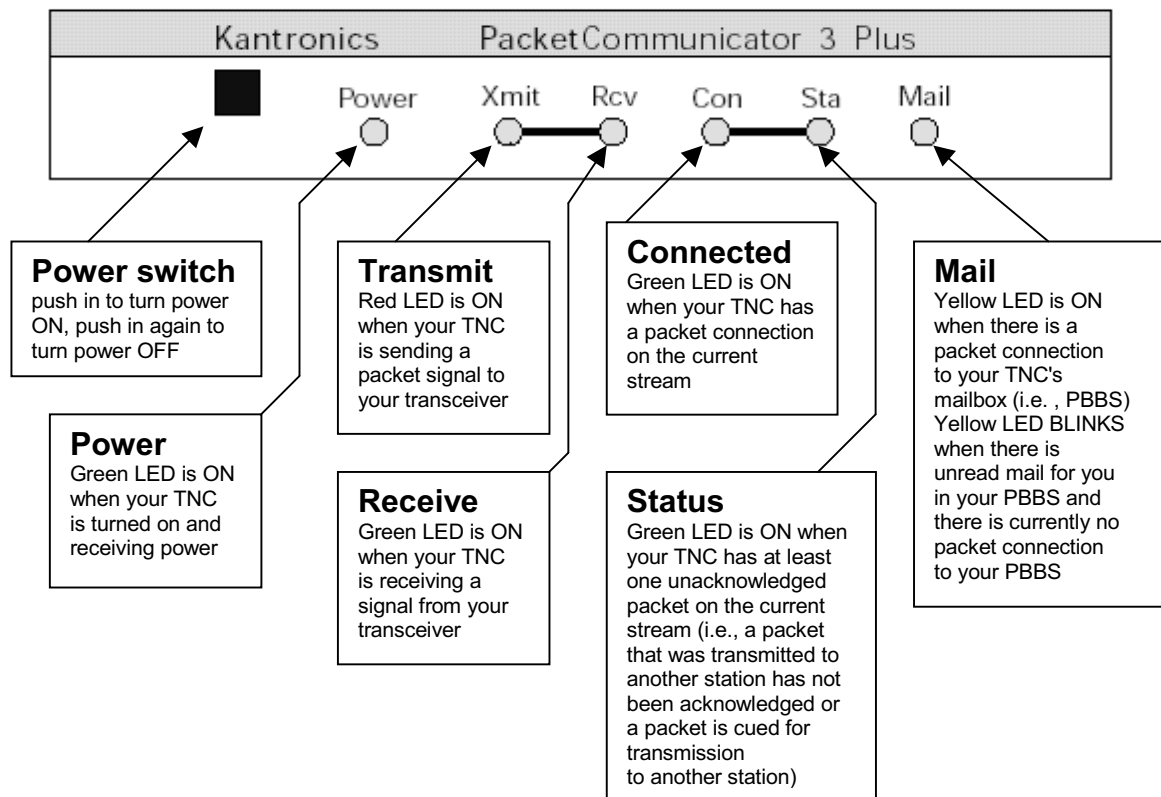 Kantronics PacketCommunicator 3 Plus
Power Xmit Rcv Con Sta Mail
Power switch
push in to turn power
ON, push in again to
turn power OFF
Power
Green LED is ON
when your TNC
is turned on and
receiving power
Transmit
Red LED is ON
when your TNC
is sending a
packet signal to
your transceiver
Receive
Green LED is ON
when your TNC
is receiving a
signal from your
transceiver
Connected
Green LED is ON
when your TNC has
a packet connection
on the current
stream
Status
Green LED is ON when
your TNC has at least
one unacknowledged
packet on the current
stream (i.e., a packet
that was transmitted to
another station has not
been acknowledged or
a packet is cued for
transmission
to another station)
Mail
Yellow LED is ON
when there is a
packet connection
to your TNC's
mailbox (i.e. , PBBS)
Yellow LED BLINKS
when there is
unread mail for you
in your PBBS and
there is currently no
packet connection
to your PBBS